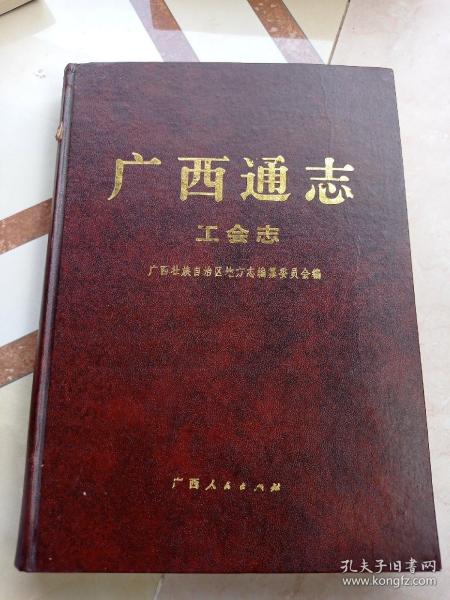 广西通志
工会志
广西壮族自治区地方志编纂委员会编
广西人民出版社
孔夫子旧书网
www.kongfz.com